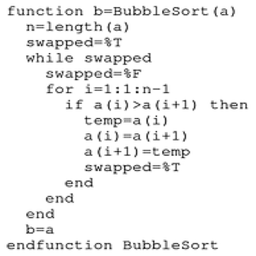 function b=BubbleSort(a)
  n=length(a)
  swapped=%T
  while swapped
    swapped=%F
    for i=1:1:n-1
      if a(i)>a(i+1) then
        temp=a(i)
        a(i)=a(i+1)
        a(i+1)=temp
        swapped=%T
      end
    end
  end
  b=a
endfunction BubbleSort